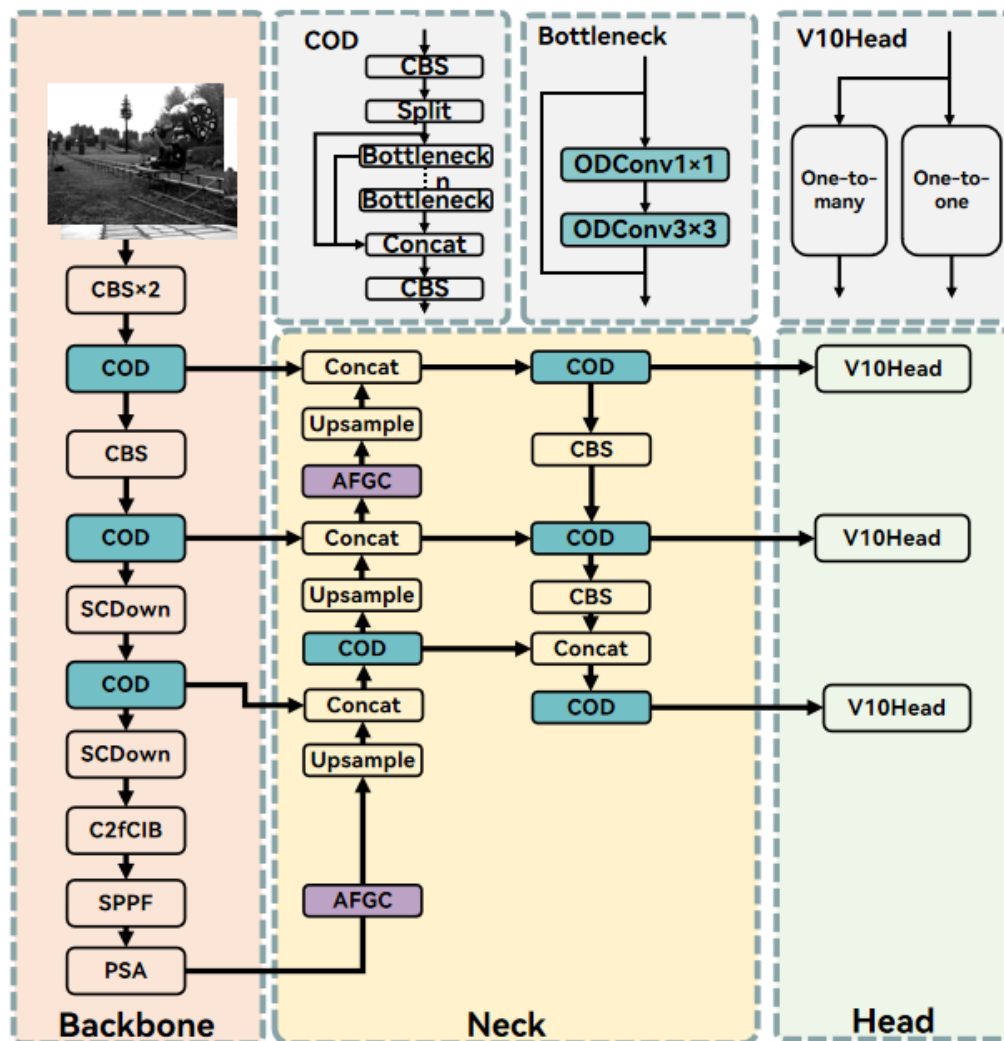 COD
CBS
Split
Bottleneck
n
Bottleneck
Concat
CBS
Bottleneck
ODConv1×1
ODConv3×3
V10Head
One-to-
many
One-to-
one
CBS×2
COD
CBS
COD
SCDown
COD
SCDown
C2fCIB
SPPF
PSA
Backbone
Concat
Upsample
AFGC
Concat
Upsample
COD
Concat
Upsample
AFGC
COD
CBS
COD
CBS
Concat
COD
Neck
V10Head
V10Head
V10Head
Head